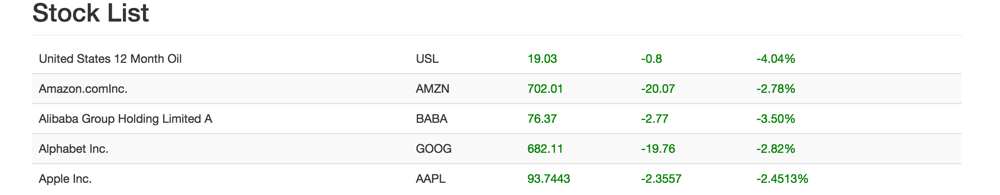 Stock List
United States 12 Month Oil USL 19.03 -0.8 -4.04%
Amazon.comInc. AMZN 702.01 -20.07 -2.78%
Alibaba Group Holding Limited A BABA 76.37 -2.77 -3.50%
Alphabet Inc. GOOG 682.11 -19.76 -2.82%
Apple Inc. AAPL 93.7443 -2.3557 -2.4513%